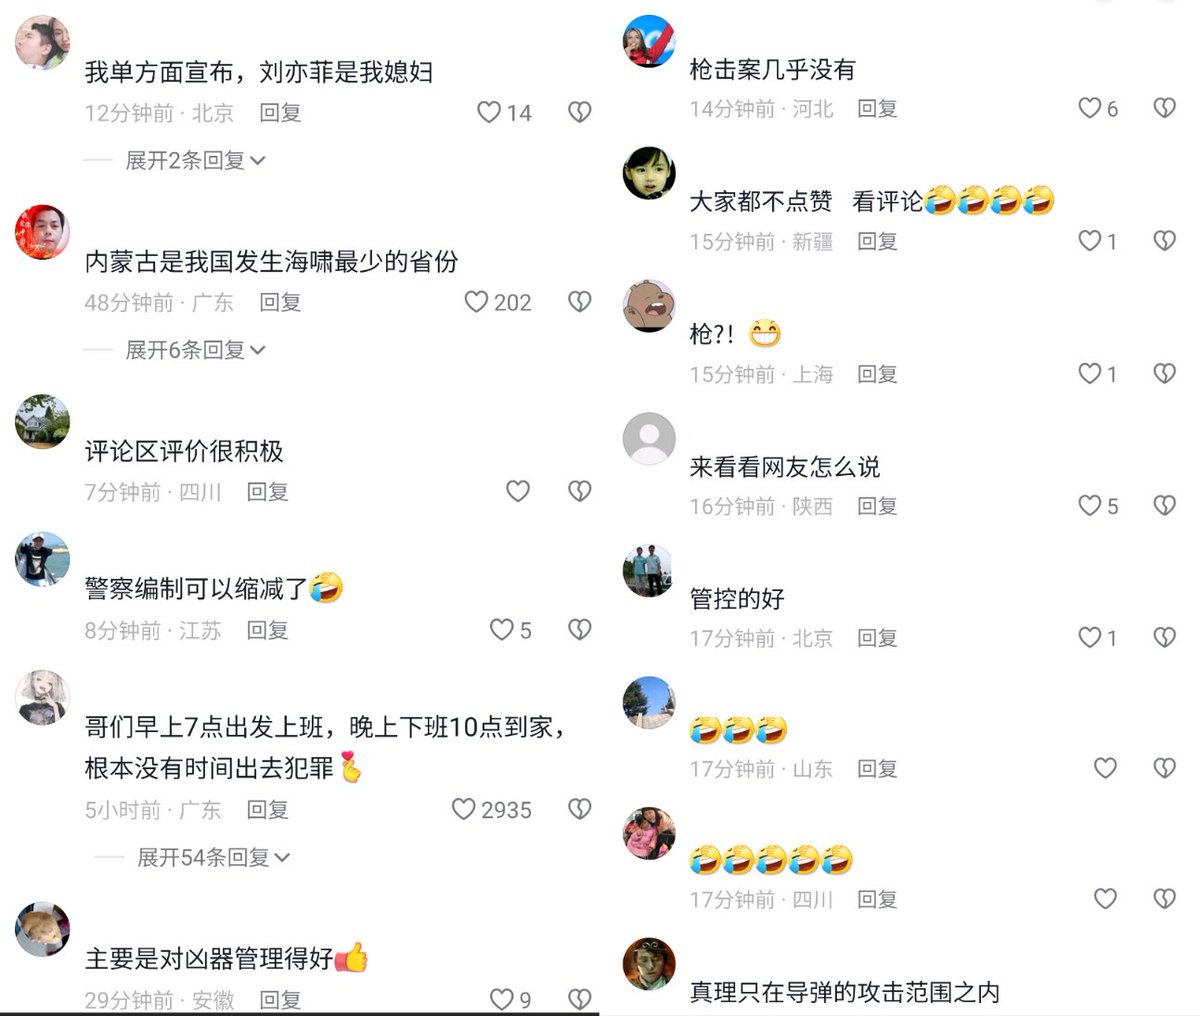 我单方面宣布，刘亦菲是我媳妇
12分钟前 · 北京 回复 14
展开2条回复
内蒙古是我国发生海啸最少的省份
48分钟前 · 广东 回复 202
展开6条回复
评论区评价很积极
7分钟前 · 四川 回复
警察编制可以缩减了🤣
8分钟前 · 江苏 回复 5
哥们早上7点出发上班，晚上下班10点到家，
根本没有时间出去犯罪
5小时前 · 广东 回复 2935
展开54条回复
主要是对凶器管理得好👍
29分钟前 · 安徽 回复 9
枪击案几乎没有
14分钟前 · 河北 回复 6
大家都不点赞 看评论🤣🤣🤣🤣
15分钟前 · 新疆 回复 1
枪?！😁
15分钟前 · 上海 回复 1
来看看网友怎么说
16分钟前 · 陕西 回复 5
管控的好
17分钟前 · 北京 回复 1
🤣🤣🤣
17分钟前 · 山东 回复
🤣🤣🤣🤣🤣
17分钟前 · 四川 回复
真理只在导弹的攻击范围之内